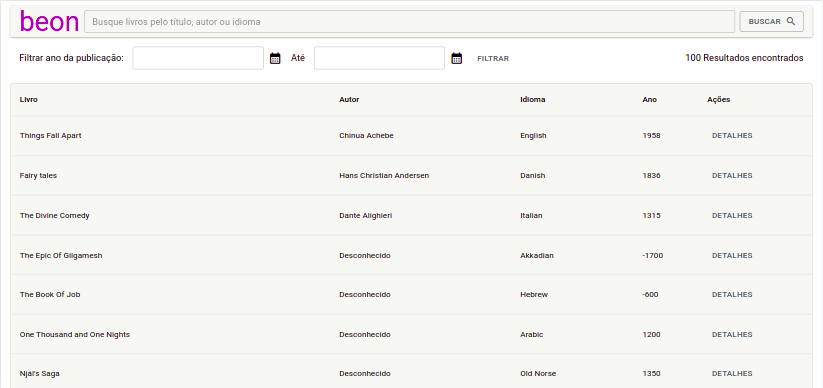 beon Busque livros pelo título, autor ou idioma BUSCAR
Filtrar ano da publicação: Até FILTRAR 100 Resultados encontrados
Livro Autor Idioma Ano Ações
Things Fall Apart Chinua Achebe English 1958 DETALHES
Fairy tales Hans Christian Andersen Danish 1836 DETALHES
The Divine Comedy Dante Alighieri Italian 1315 DETALHES
The Epic Of Gilgamesh Desconhecido Akkadian -1700 DETALHES
The Book Of Job Desconhecido Hebrew -600 DETALHES
One Thousand and One Nights Desconhecido Arabic 1200 DETALHES
Njál's Saga Desconhecido Old Norse 1350 DETALHES